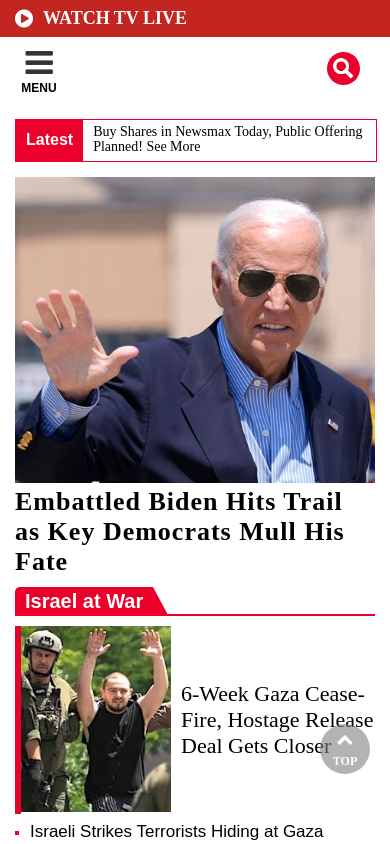 WATCH TV LIVE
MENU
Latest
Buy Shares in Newsmax Today, Public Offering
Planned! See More
Embattled Biden Hits Trail
as Key Democrats Mull His
Fate
Israel at War
6-Week Gaza Cease-
Fire, Hostage Release
Deal Gets Closer
TOP
Israeli Strikes Terrorists Hiding at Gaza